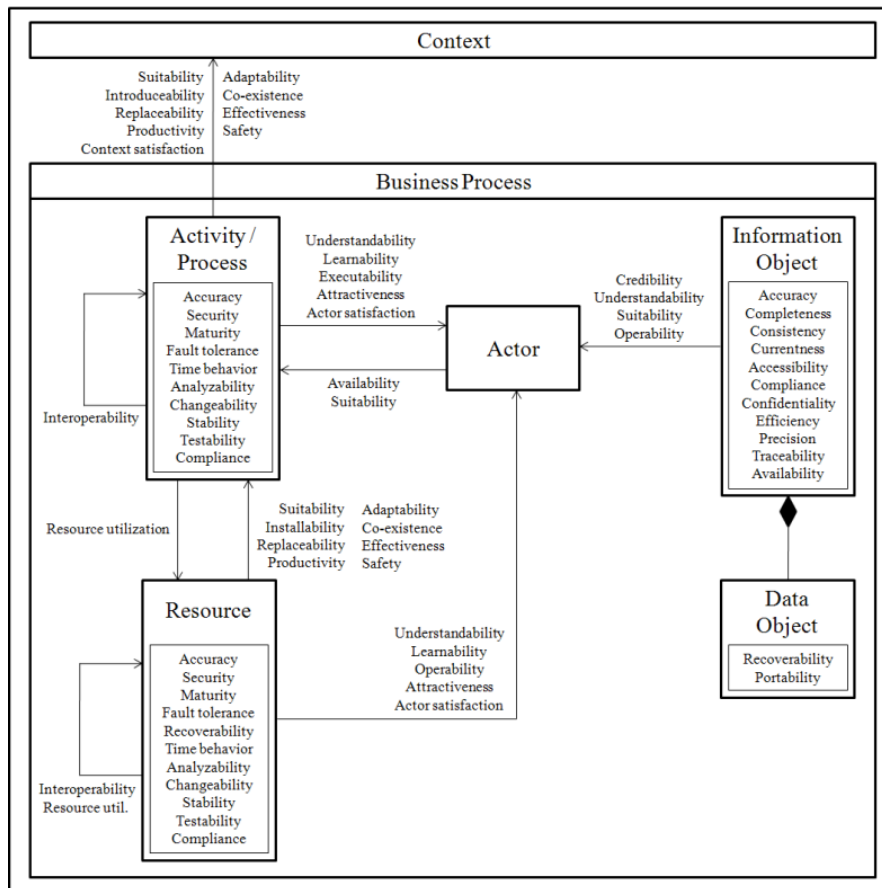 Context
Suitability
Introduceability
Replaceability
Productivity
Context satisfaction
Adaptability
Co-existence
Effectiveness
Safety
Business Process
Activity /
Process
Accuracy
Security
Maturity
Fault tolerance
Time behavior
Analyzability
Changeability
Stability
Testability
Compliance
Interoperability
Understandability
Learnability
Executability
Attractiveness
Actor satisfaction
Availability
Suitability
Actor
Credibility
Understandability
Suitability
Operability
Information
Object
Accuracy
Completeness
Consistency
Currentness
Accessibility
Compliance
Confidentiality
Efficiency
Precision
Traceability
Availability
Resource utilization
Suitability
Installability
Replaceability
Productivity
Adaptability
Co-existence
Effectiveness
Safety
Resource
Accuracy
Security
Maturity
Fault tolerance
Recoverability
Time behavior
Analyzability
Changeability
Stability
Testability
Compliance
Interoperability
Resource util.
Understandability
Learnability
Operability
Attractiveness
Actor satisfaction
Data
Object
Recoverability
Portability